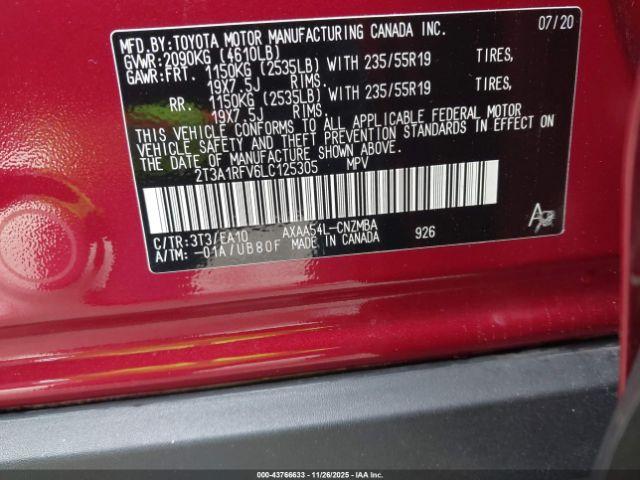 MFD.BY:TOYOTA MOTOR MANUFACTURING CANADA INC. 07/20
GVWR:2090KG (4610LB)
GAWR:FRT. 1150KG (2535LB) WITH 235/55R19 TIRES,
19X7.5J RIMS,
RR. 1150KG (2535LB) WITH 235/55R19 TIRES,
19X7.5J RIMS,
THIS VEHICLE CONFORMS TO ALL APPLICABLE FEDERAL MOTOR
VEHICLE SAFETY AND THEFT PREVENTION STANDARDS IN EFFECT ON
THE DATE OF MANUFACTURE SHOWN ABOVE.
2T3A1RFV6LC125305 MPV
C/TR:3T3/EA10 AXAA54L-CNZMBA 926
A/TM: -01A/UB80F MADE IN CANADA
000-43766633 11/26/2025 IAAI.COM